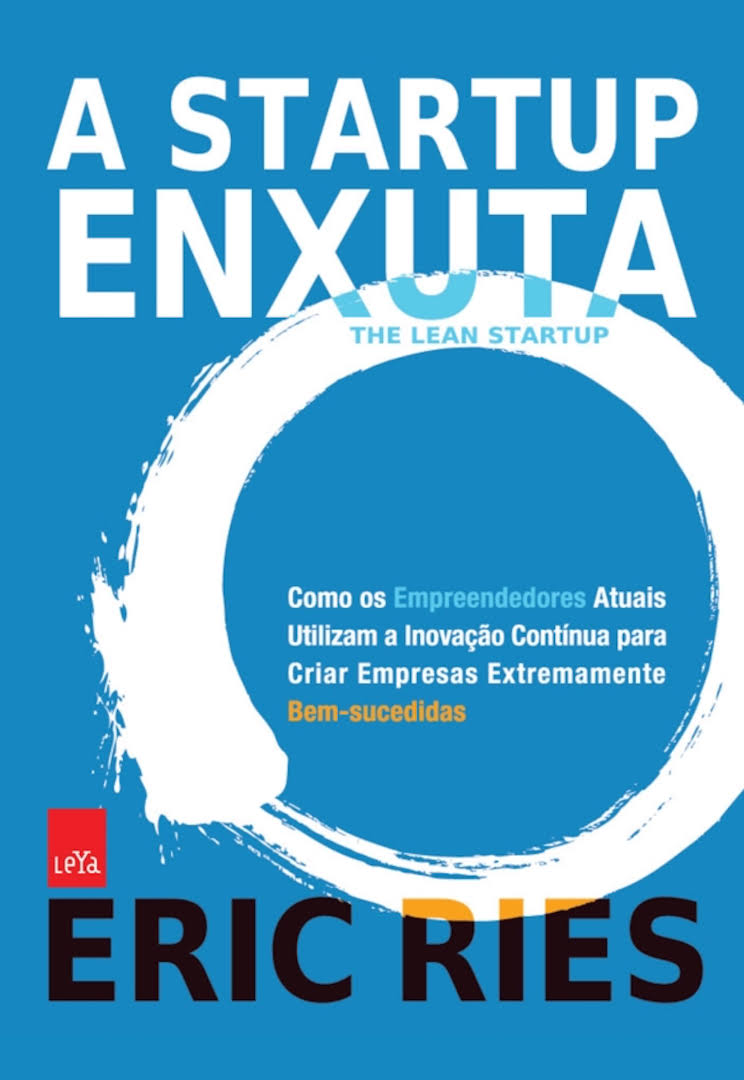 A STARTUP
ENXUTA
THE LEAN STARTUP
Como os Empreendedores Atuais
Utilizam a Inovação Contínua para
Criar Empresas Extremamente
Bem-sucedidas
LeYa
ERIC RIES